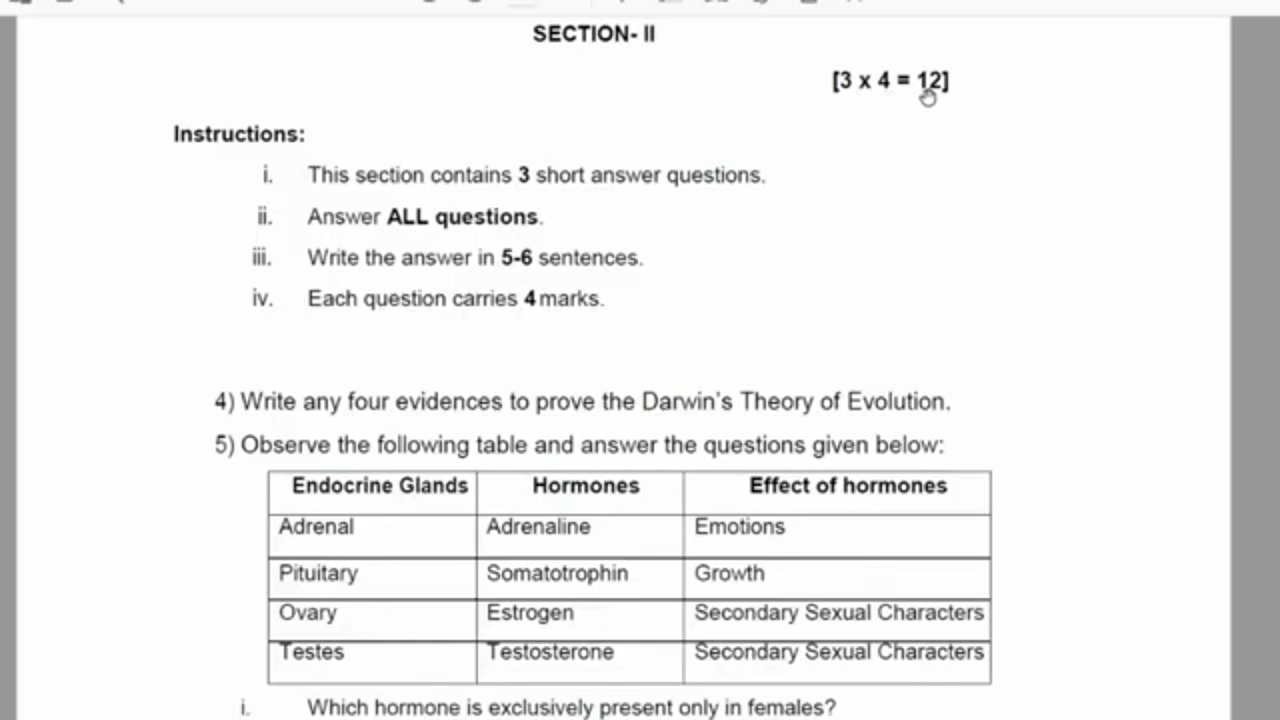 SECTION- II
[3 x 4 = 12]
Instructions:
i. This section contains 3 short answer questions.
ii. Answer ALL questions.
iii. Write the answer in 5-6 sentences.
iv. Each question carries 4 marks.
4) Write any four evidences to prove the Darwin's Theory of Evolution.
5) Observe the following table and answer the questions given below:
Endocrine Glands Hormones Effect of hormones
Adrenal Adrenaline Emotions
Pituitary Somatotrophin Growth
Ovary Estrogen Secondary Sexual Characters
Testes Testosterone Secondary Sexual Characters
i. Which hormone is exclusively present only in females?